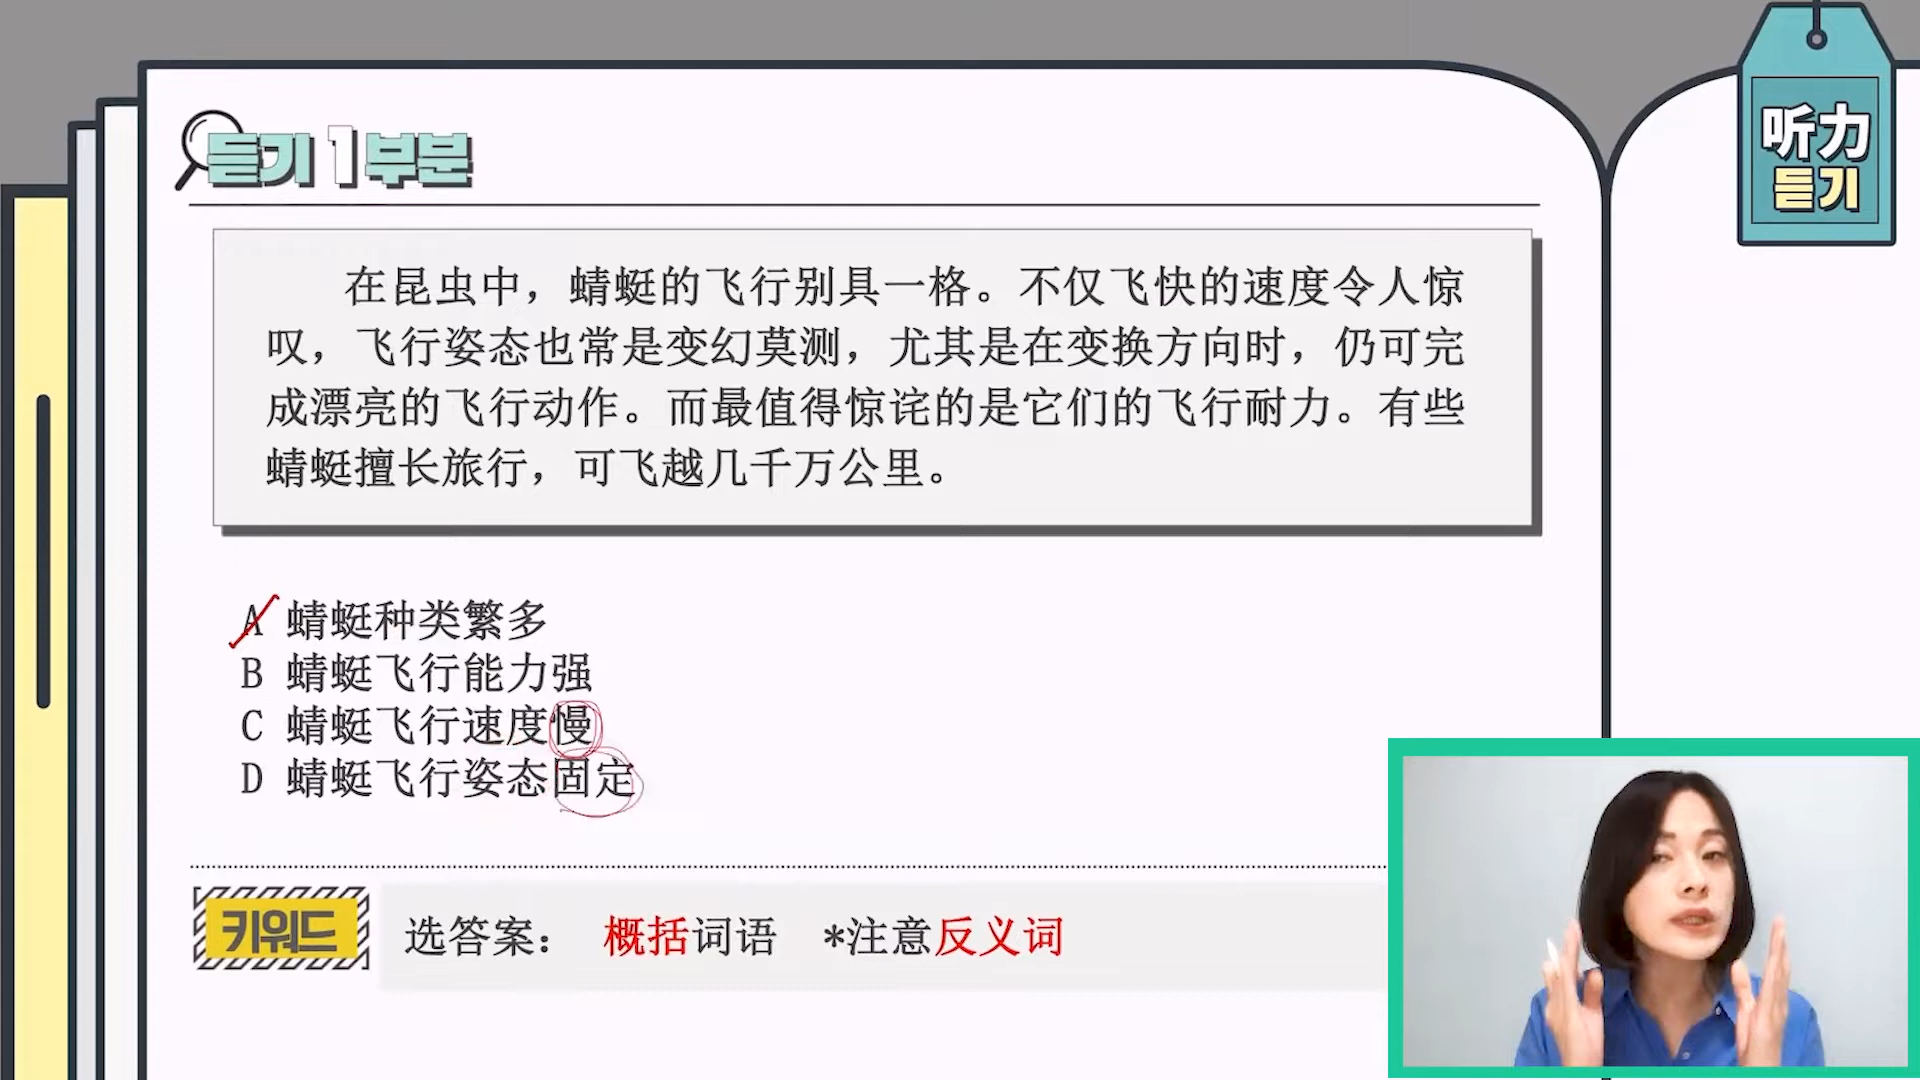 듣기 1 부분
听力
듣기
在昆虫中，蜻蜓的飞行别具一格。不仅飞快的速度令人惊
叹，飞行姿态也常是变幻莫测，尤其是在变换方向时，仍可完
成漂亮的飞行动作。而最值得惊诧的是它们的飞行耐力。有些
蜻蜓擅长旅行，可飞越几千万公里。
A 蜻蜓种类繁多
B 蜻蜓飞行能力强
C 蜻蜓飞行速度慢
D 蜻蜓飞行姿态固定
키워드 选答案： 概括词语 *注意反义词